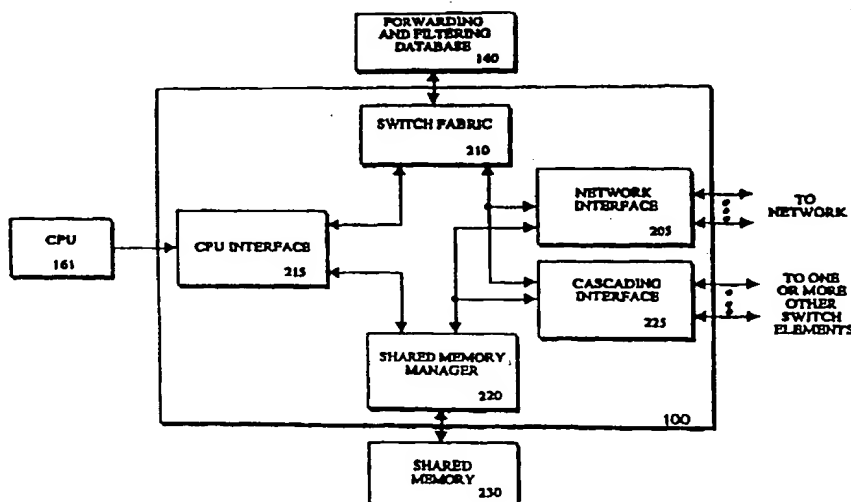 FORWARDING
AND FILTERING
DATABASE
140
SWITCH FABRIC
210
NETWORK
INTERFACE
205
TO
NETWORK
CPU
161
CPU INTERFACE
215
CASCADING
INTERFACE
225
TO ONE
OR MORE
OTHER
SWITCH
ELEMENTS
SHARED MEMORY
MANAGER
220
100
SHARED
MEMORY
230